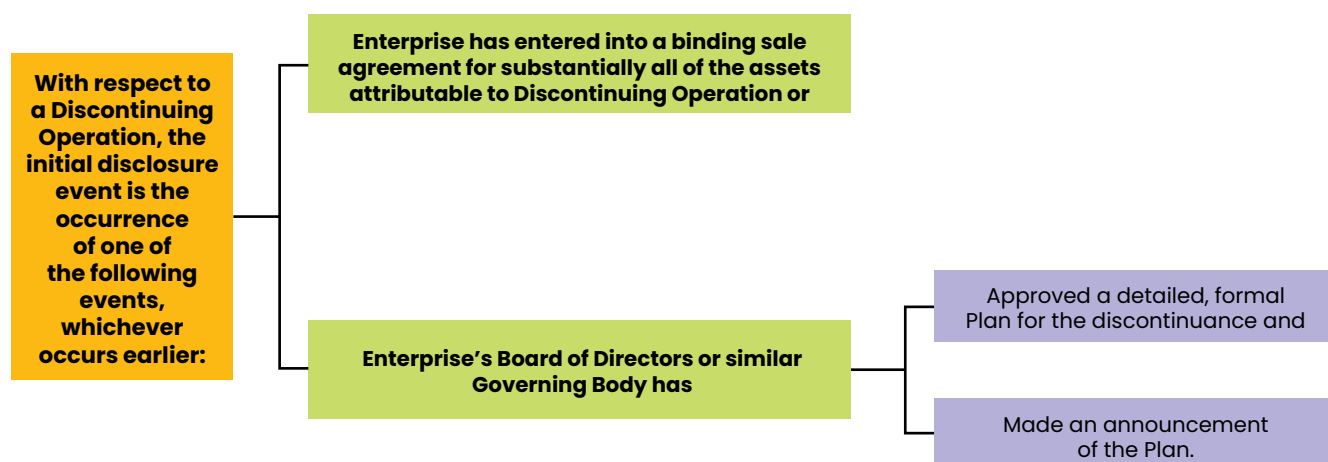 With respect to
a Discontinuing
Operation, the
initial disclosure
event is the
occurrence
of one of
the following
events,
whichever
occurs earlier:
Enterprise has entered into a binding sale
agreement for substantially all of the assets
attributable to Discontinuing Operation or
Enterprise’s Board of Directors or similar
Governing Body has
Approved a detailed, formal
Plan for the discontinuance and
Made an announcement
of the Plan.